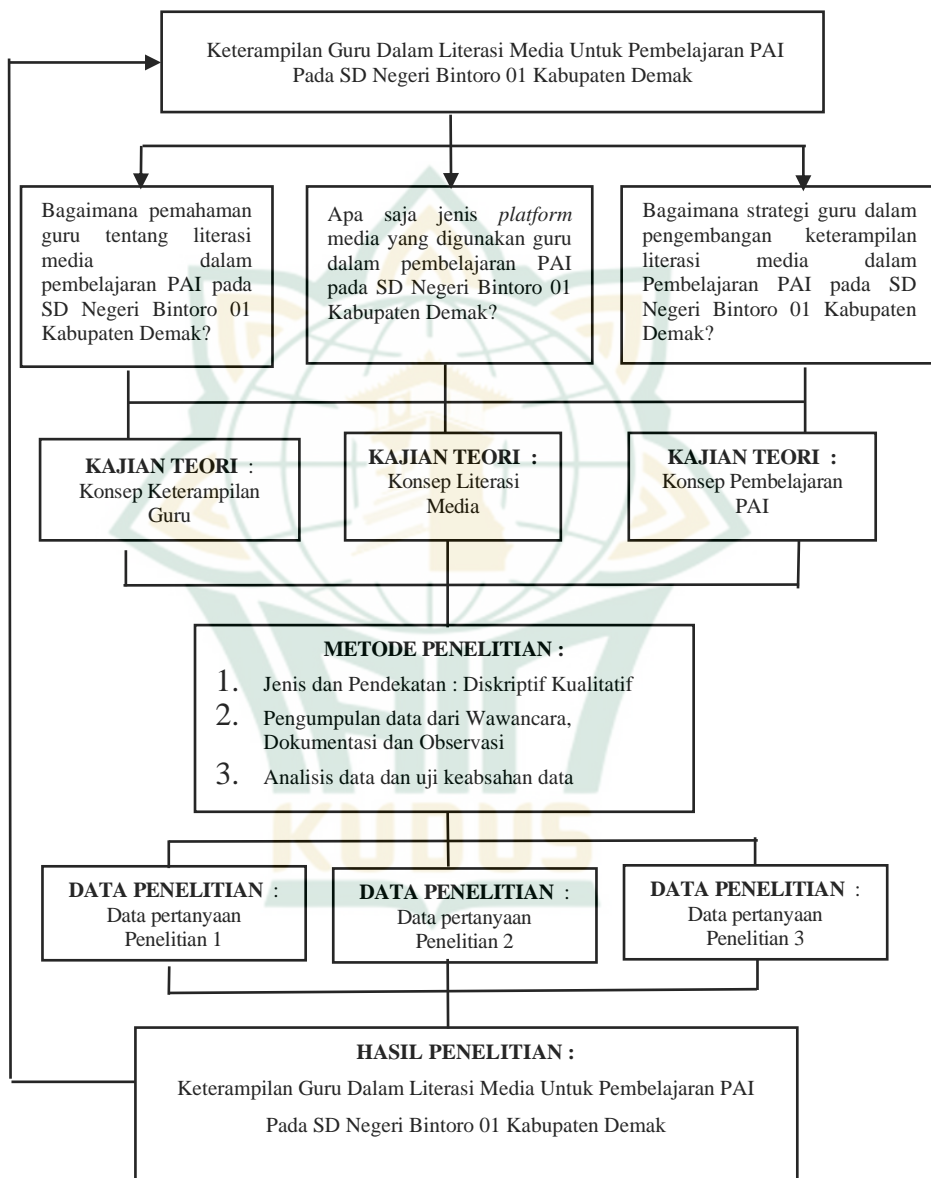 Keterampilan Guru Dalam Literasi Media Untuk Pembelajaran PAI
Pada SD Negeri Bintoro 01 Kabupaten Demak
Bagaimana pemahaman
guru tentang literasi
media dalam
pembelajaran PAI pada
SD Negeri Bintoro 01
Kabupaten Demak?
Apa saja jenis platform
media yang digunakan guru
dalam pembelajaran PAI
pada SD Negeri Bintoro 01
Kabupaten Demak?
Bagaimana strategi guru dalam
pengembangan keterampilan
literasi media dalam
Pembelajaran PAI pada SD
Negeri Bintoro 01 Kabupaten
Demak?
KAJIAN TEORI :
Konsep Keterampilan
Guru
KAJIAN TEORI :
Konsep Literasi
Media
KAJIAN TEORI :
Konsep Pembelajaran
PAI
METODE PENELITIAN :
1. Jenis dan Pendekatan : Diskriptif Kualitatif
2. Pengumpulan data dari Wawancara,
Dokumentasi dan Observasi
3. Analisis data dan uji keabsahan data
KUDUS
DATA PENELITIAN :
Data pertanyaan
Penelitian 1
DATA PENELITIAN :
Data pertanyaan
Penelitian 2
DATA PENELITIAN :
Data pertanyaan
Penelitian 3
HASIL PENELITIAN :
Keterampilan Guru Dalam Literasi Media Untuk Pembelajaran PAI
Pada SD Negeri Bintoro 01 Kabupaten Demak